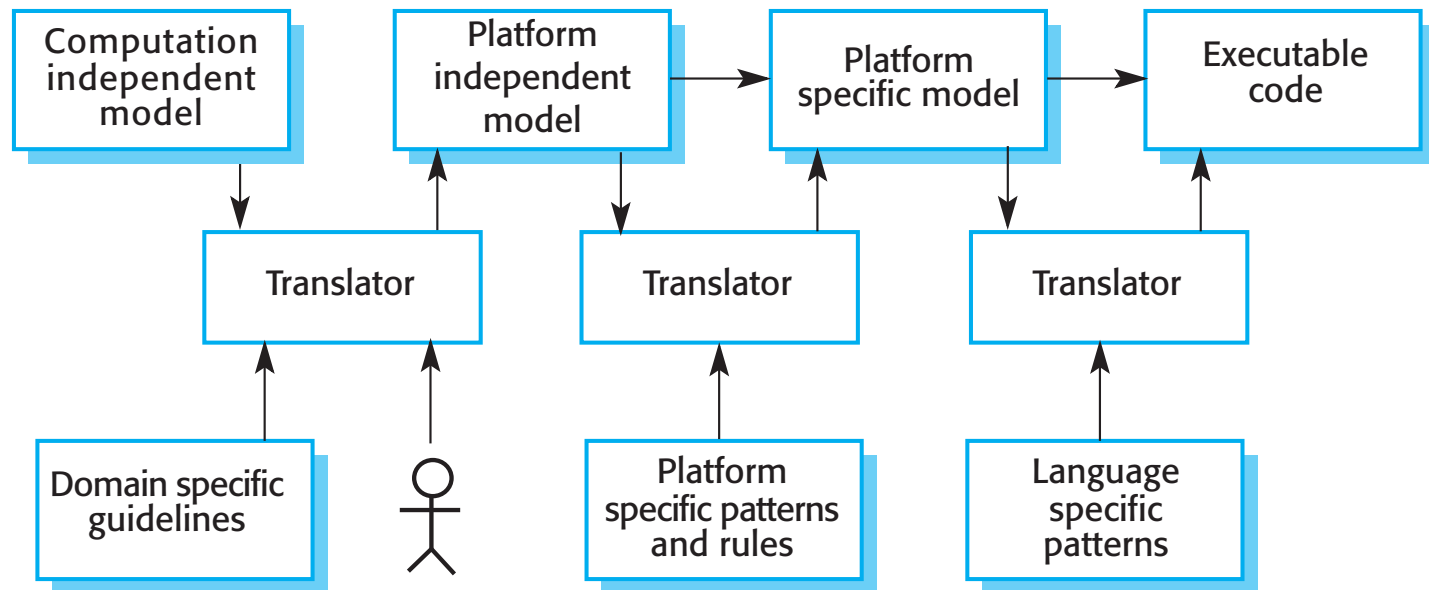 Computation
independent
model
Platform
independent
model
Platform
specific model
Executable
code
Translator
Translator
Translator
Domain specific
guidelines
Platform
specific patterns
and rules
Language
specific
patterns